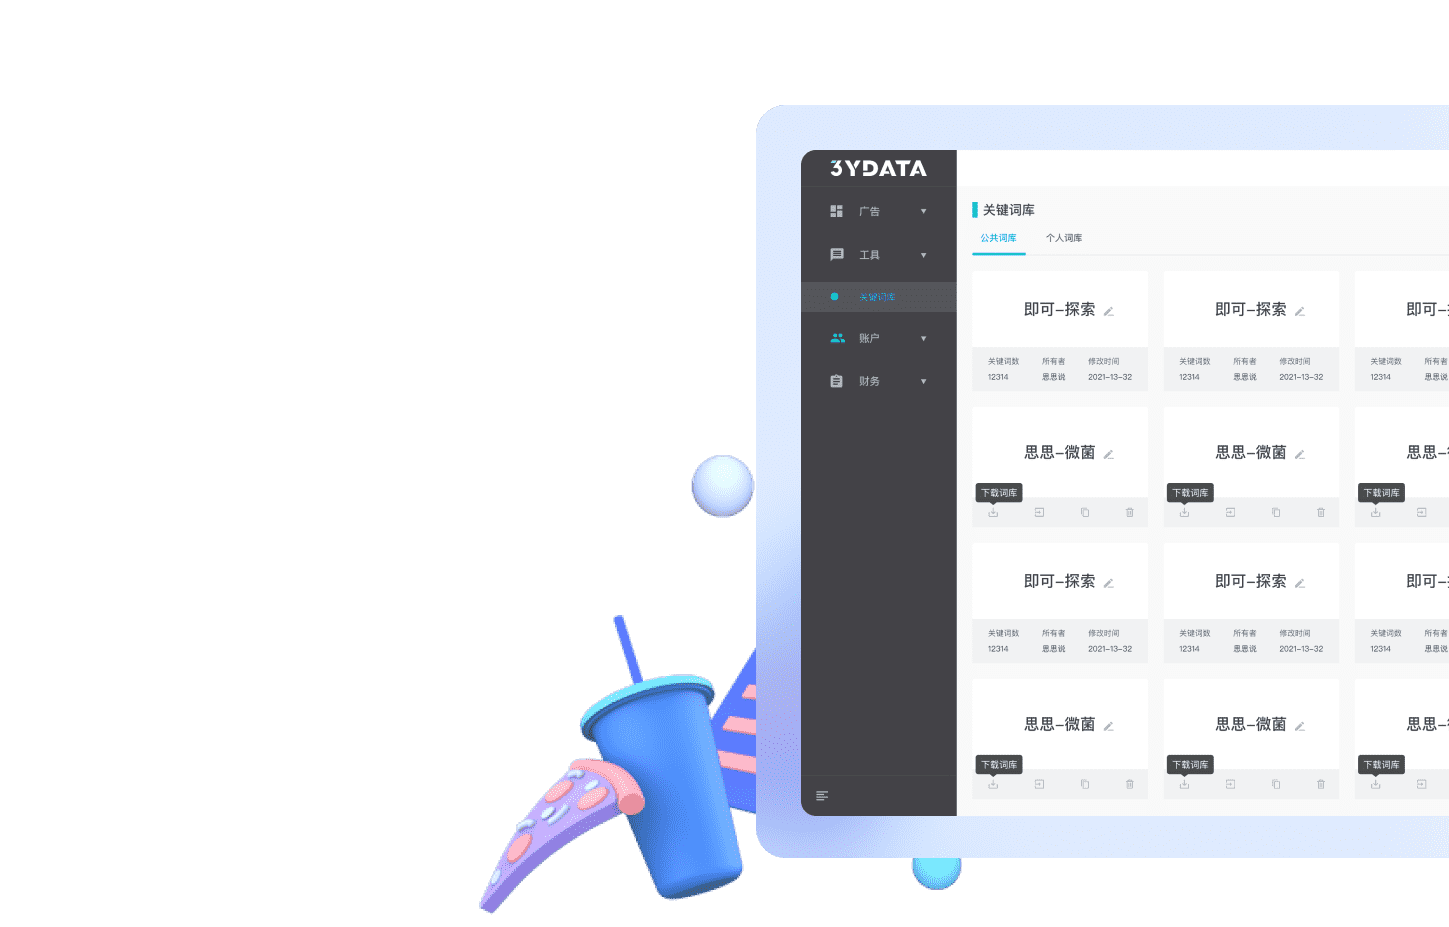 3YDATA
广告
工具
关键词库
账户
财务
关键词库
公共词库 个人词库
即可–探索 即可–探索 即可–
关键词数 所有者 修改时间 关键词数 所有者 修改时间 关键词数 所有者
12314 思思说 2021–13–32 12314 思思说 2021–13–32 12314 思思说
思思–微菌 思思–微菌 思思–
下载词库 下载词库 下载词库
即可–探索 即可–探索 即可–
关键词数 所有者 修改时间 关键词数 所有者 修改时间 关键词数 所有者
12314 思思说 2021–13–32 12314 思思说 2021–13–32 12314 思思说
思思–微菌 思思–微菌 思思–
下载词库 下载词库 下载词库